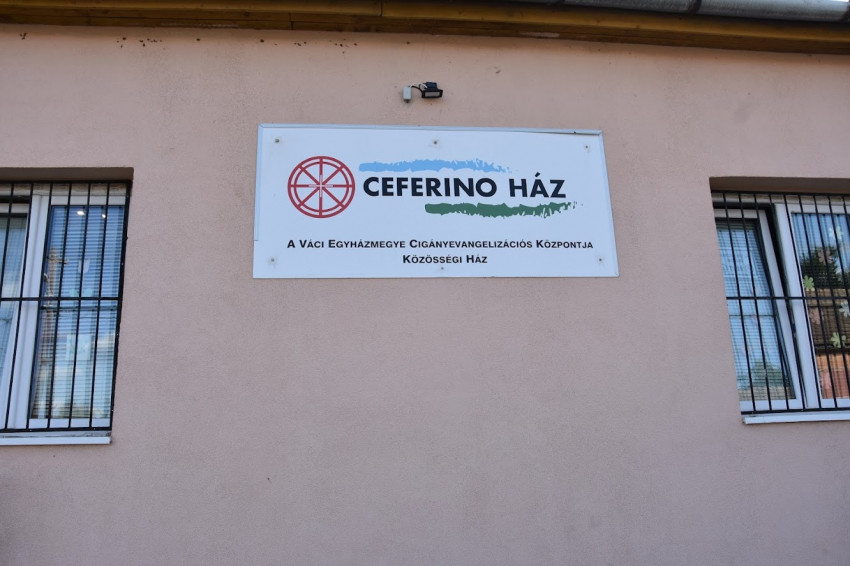 CEFERINO HÁZ
A VÁCI EGYHÁZMEGYE CIGÁNYEVANGELIZÁCIÓS KÖZPONTJA
KÖZÖSSÉGI HÁZ